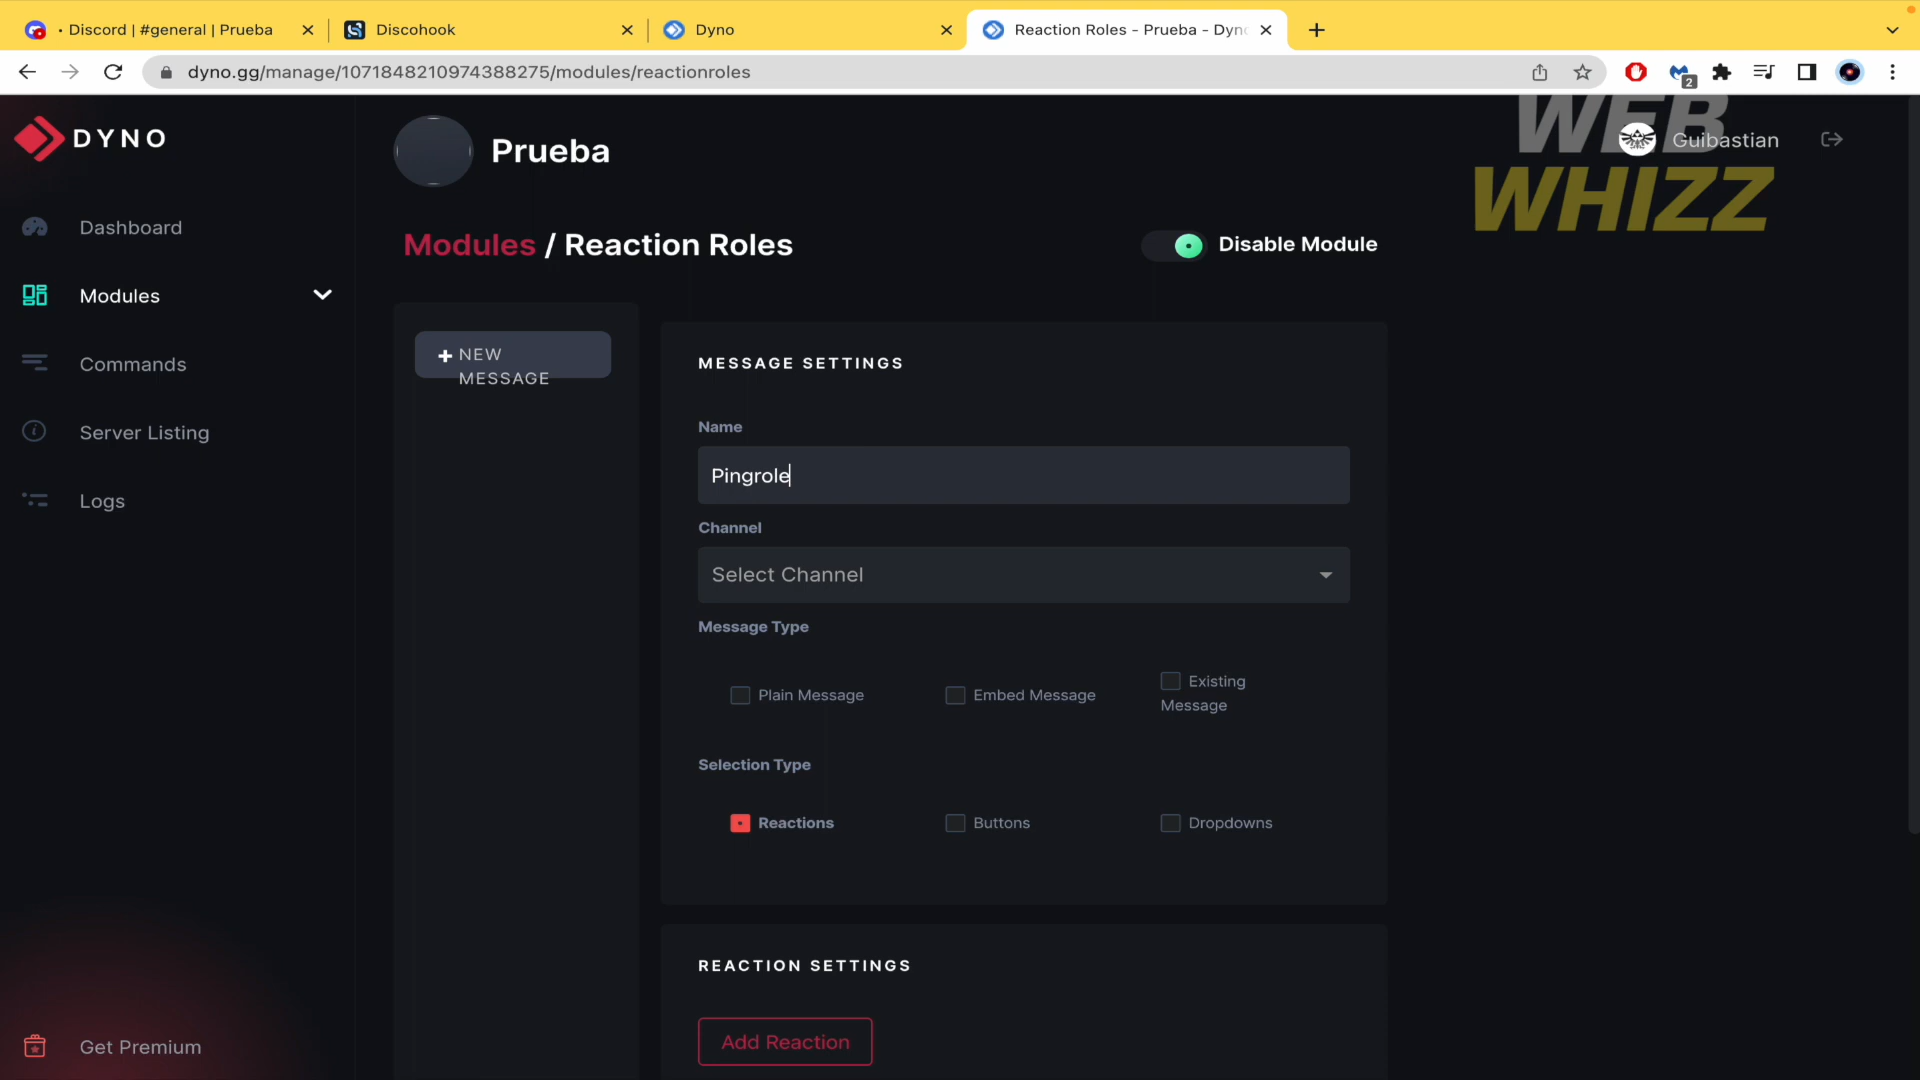 • Discord | #general | Prueba
Discohook
Dyno
Reaction Roles - Prueba - Dyn
dyno.gg/manage/1071848210974388275/modules/reactionroles
2
DYNO
Prueba
WEB
WHIZZ
Guibastian
Dashboard
Modules
Commands
Server Listing
Logs
Get Premium
Modules / Reaction Roles
Disable Module
+ NEW
MESSAGE
MESSAGE SETTINGS
Name
Pingrole
Channel
Select Channel
Message Type
Plain Message
Embed Message
Existing
Message
Selection Type
Reactions
Buttons
Dropdowns
REACTION SETTINGS
Add Reaction